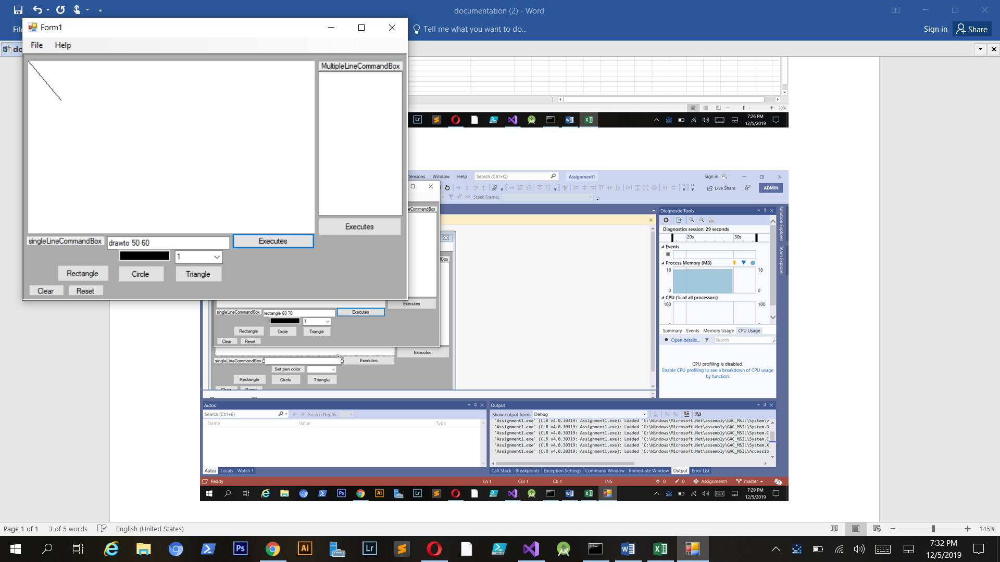 documentation (2) - Word
Tell me what you want to do...
Sign in
Share
Form1
File Help
MultipleLineCommandBox
Executes
singleLineCommandBox
drawto 50 60
Executes
1
Rectangle
Circle
Triangle
Clear
Reset
70%
7:26 PM
12/5/2019
Window Help
Search (Ctrl+Q)
Assignment1
Sign in
Live Share
ADMIN
Stack Frame:
Diagnostic Tools
Diagnostics session: 29 seconds
20s 30s
Events
Process Memory (MB)
18 18
0 0
CPU (% of all processors)
100 100
Summary Events Memory Usage CPU Usage
Open details...
Search
CPU profiling is disabled.
Enable CPU profiling to see a breakdown of CPU usage
by function.
Solution Explorer
Team Explorer
Executes
singleLineCommandBox
rectangle 60 70
Executes
1
Rectangle
Circle
Triangle
Clear
Reset
Executes
singleLineCommandBox
Executes
Set pen color
Rectangle
Circle
Triangle
Autos
Search (Ctrl+E)
Search Depth:
Name Value Type
Autos Locals Watch 1
Output
Show output from: Debug
'Assignment1.exe' (CLR v4.0.30319: Assignment1.exe): Loaded 'C:\Windows\Microsoft.Net\assembly\GAC_MSIL\System\v
'Assignment1.exe' (CLR v4.0.30319: Assignment1.exe): Loaded 'C:\Windows\Microsoft.Net\assembly\GAC_MSIL\System.D
'Assignment1.exe' (CLR v4.0.30319: Assignment1.exe): Loaded 'C:\Windows\Microsoft.Net\assembly\GAC_MSIL\System.C
'Assignment1.exe' (CLR v4.0.30319: Assignment1.exe): Loaded 'C:\Windows\Microsoft.Net\assembly\GAC_MSIL\System.C
'Assignment1.exe' (CLR v4.0.30319: Assignment1.exe): Loaded 'C:\Windows\Microsoft.Net\assembly\GAC_MSIL\System.X
'Assignment1.exe' (CLR v4.0.30319: Assignment1.exe): Loaded 'C:\Windows\Microsoft.Net\assembly\GAC_MSIL\Accessib
Call Stack Breakpoints Exception Settings Command Window Immediate Window Output Error List
Ready
Ln 1 Col 1 Ch 1 INS
0 0 Assignment1 master 2
7:29 PM
12/5/2019
Page 1 of 1 3 of 5 words English (United States)
145%
7:32 PM
12/5/2019